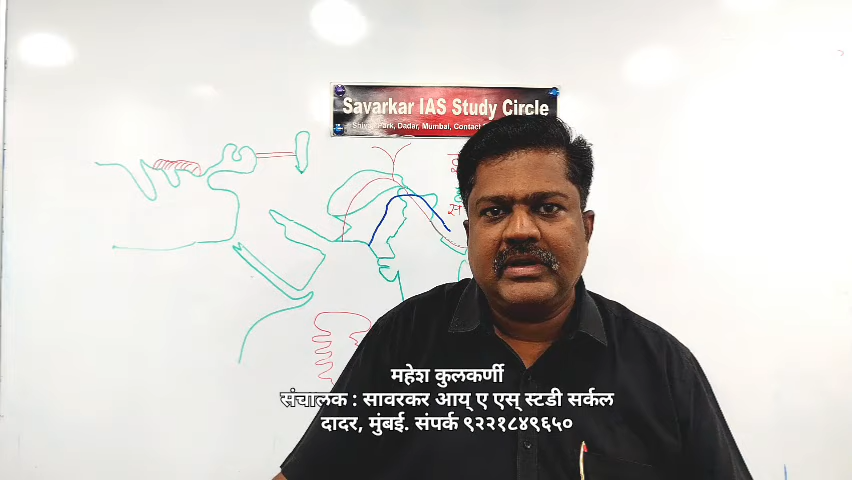 Savarkar IAS Study Circle
Shivaji Park, Dadar, Mumbai, Contact
महेश कुलकर्णी
संचालक : सावरकर आय् ए एस् स्टडी सर्कल
दादर, मुंबई. संपर्क ९२२१८४९६५०